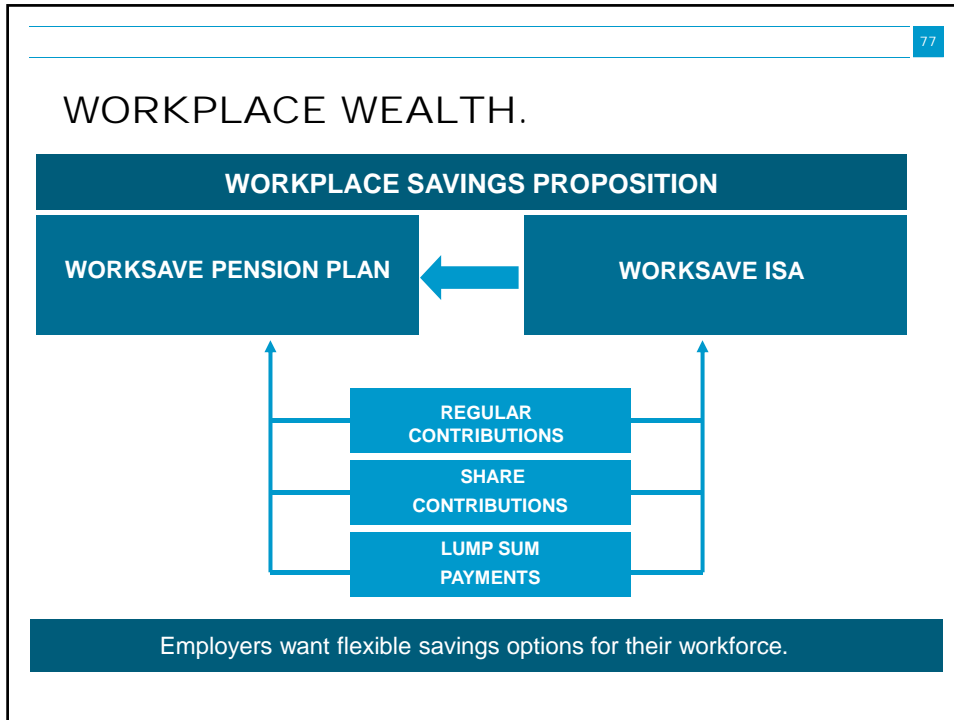 77
WORKPLACE WEALTH.
WORKPLACE SAVINGS PROPOSITION
WORKSAVE PENSION PLAN
WORKSAVE ISA
REGULAR
CONTRIBUTIONS
SHARE
CONTRIBUTIONS
LUMP SUM
PAYMENTS
Employers want flexible savings options for their workforce.